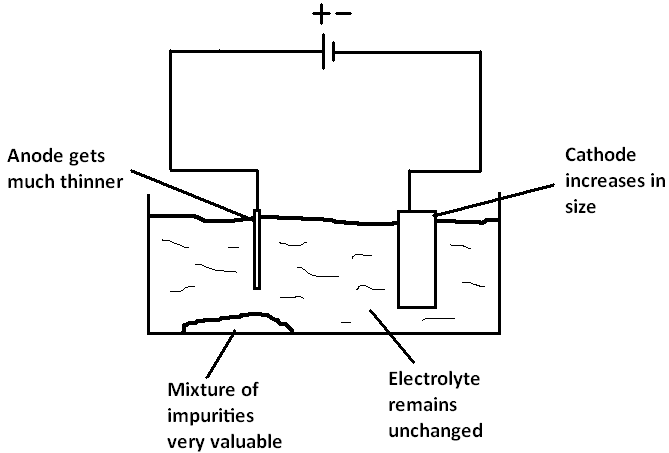 + −
Anode gets
much thinner
Cathode
increases in
size
Mixture of
impurities
very valuable
Electrolyte
remains
unchanged